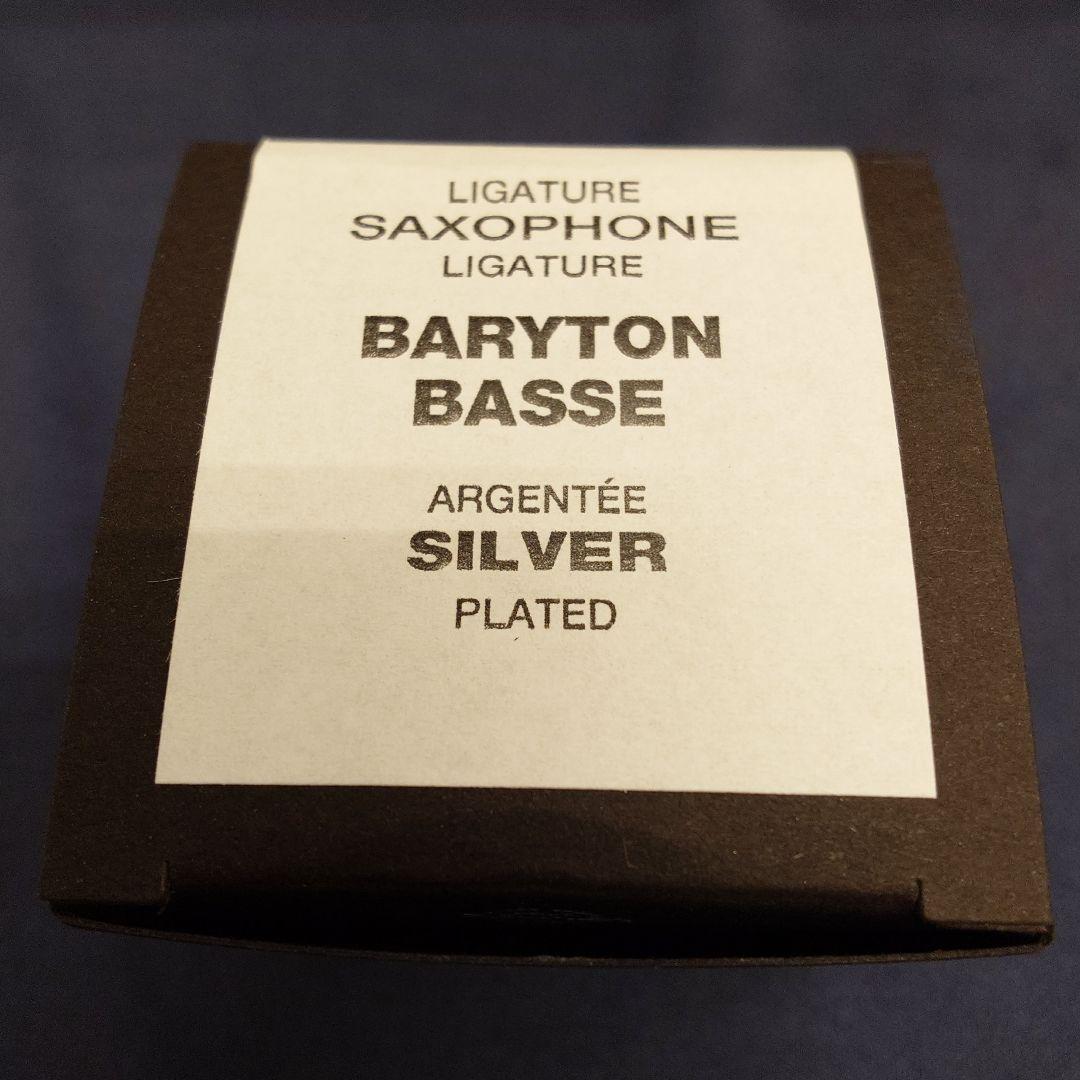 LIGATURE
SAXOPHONE
LIGATURE
BARYTON
BASSE
ARGENTÉE
SILVER
PLATED